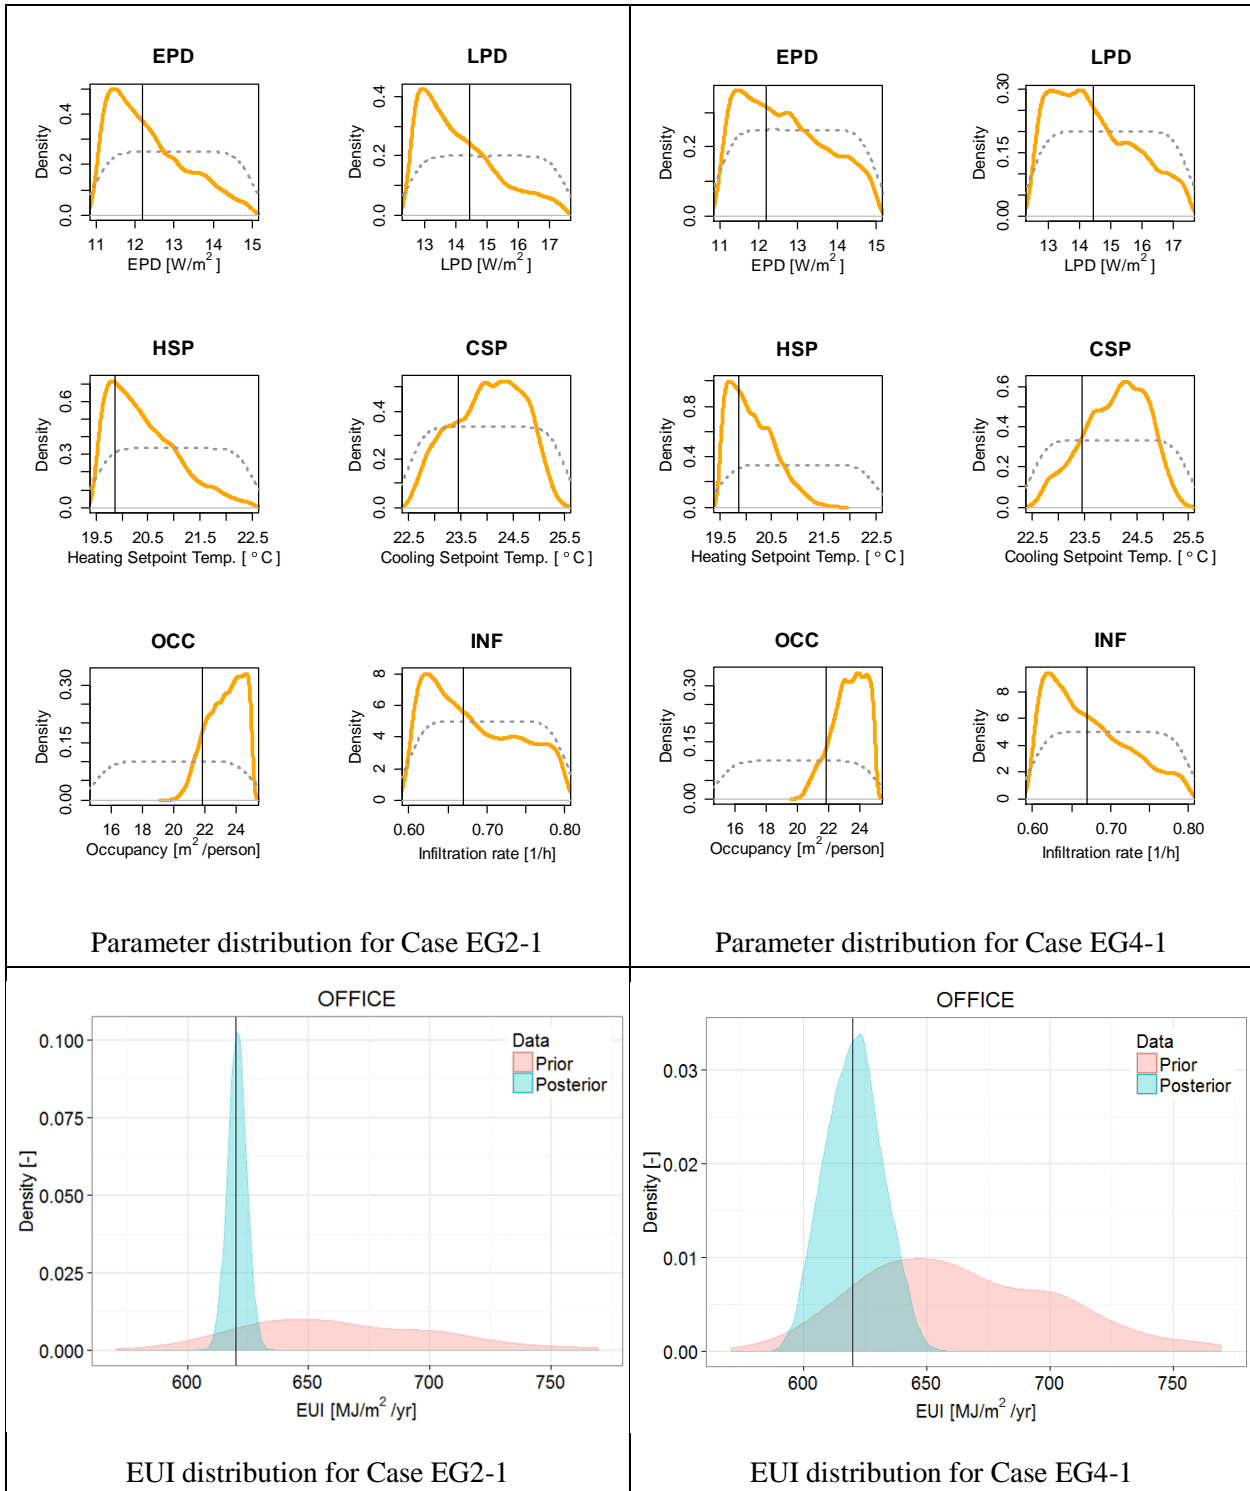 EPD
Density
0.0 0.2 0.4
11 12 13 14 15
EPD [W/m2 ]
LPD
Density
0.0 0.2 0.4
13 14 15 16 17
LPD [W/m2 ]
HSP
Density
0.0 0.3 0.6
19.5 20.5 21.5 22.5
Heating Setpoint Temp. [ ° C ]
CSP
Density
0.0 0.2 0.4
22.5 23.5 24.5 25.5
Cooling Setpoint Temp. [ ° C ]
OCC
Density
0.00 0.15 0.30
16 18 20 22 24
Occupancy [m2 /person]
INF
Density
0 2 4 6 8
0.60 0.70 0.80
Infiltration rate [1/h]
Parameter distribution for Case EG2-1
EPD
Density
0.0 0.2
11 12 13 14 15
EPD [W/m2 ]
LPD
Density
0.00 0.15 0.30
13 14 15 16 17
LPD [W/m2 ]
HSP
Density
0.0 0.4 0.8
19.5 20.5 21.5 22.5
Heating Setpoint Temp. [ ° C ]
CSP
Density
0.0 0.2 0.4 0.6
22.5 23.5 24.5 25.5
Cooling Setpoint Temp. [ ° C ]
OCC
Density
0.00 0.15 0.30
16 18 20 22 24
Occupancy [m2 /person]
INF
Density
0 2 4 6 8
0.60 0.70 0.80
Infiltration rate [1/h]
Parameter distribution for Case EG4-1
OFFICE
Data
Prior
Posterior
Density [-]
0.100
0.075
0.050
0.025
0.000
600 650 700 750
EUI [MJ/m2 /yr]
EUI distribution for Case EG2-1
OFFICE
Data
Prior
Posterior
Density [-]
0.03
0.02
0.01
0.00
600 650 700 750
EUI [MJ/m2 /yr]
EUI distribution for Case EG4-1